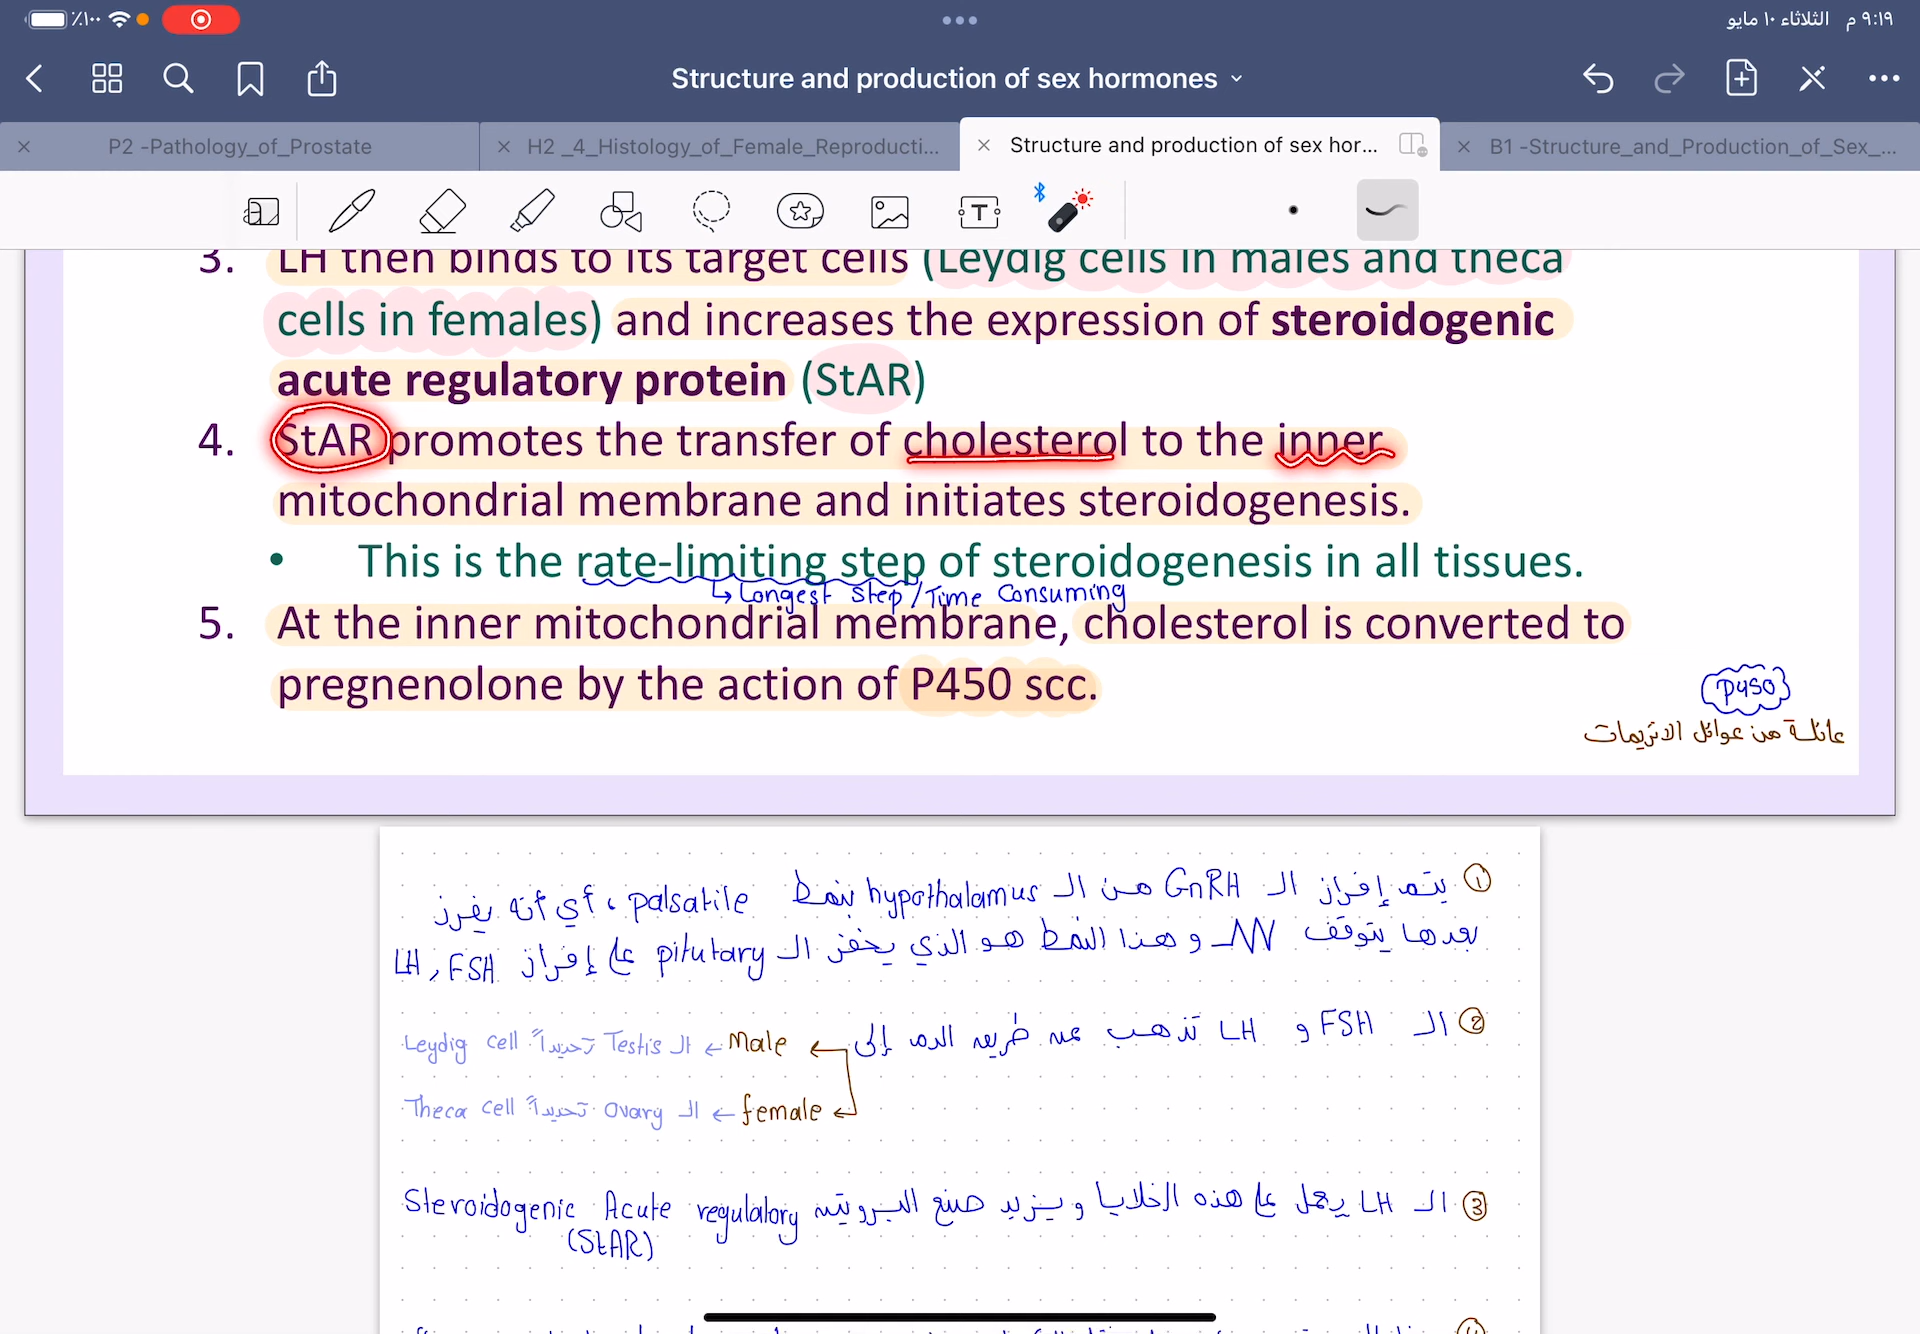 ٪١٠٠
٩:١٩ م الثلاثاء ١٠ مايو
Structure and production of sex hormones
P2 -Pathology_of_Prostate
H2 _4_Histology_of_Female_Reproducti...
Structure and production of sex hor...
B1 -Structure_and_Production_of_Sex_...
3. LH then binds to its target cells (Leydig cells in males and theca
cells in females) and increases the expression of steroidogenic
acute regulatory protein (StAR)
4. StAR promotes the transfer of cholesterol to the inner
mitochondrial membrane and initiates steroidogenesis.
• This is the rate-limiting step of steroidogenesis in all tissues.
↳ Longest Step/Time Consuming
5. At the inner mitochondrial membrane, cholesterol is converted to
pregnenolone by the action of P450 scc.
P450
عائلة من عوائل الانزيمات
① يتم إفراز الـ GnRH من الـ hypothalamus بنمط palsatile ، أي أنه يفرز
بعدها يتوقف وهذا النمط هو الذي يحفز الـ pitutary على إفراز LH, FSH
② الـ FSH و LH تذهب عن طريق الدم إلى
Male ← الـ Testis تحديداً Leydig cell
female ← الـ Ovary تحديداً Theca cell
③ الـ LH يعمل على هذه الخلايا ويزيد صنع البروتين Steroidogenic Acute regulatory
(StAR)